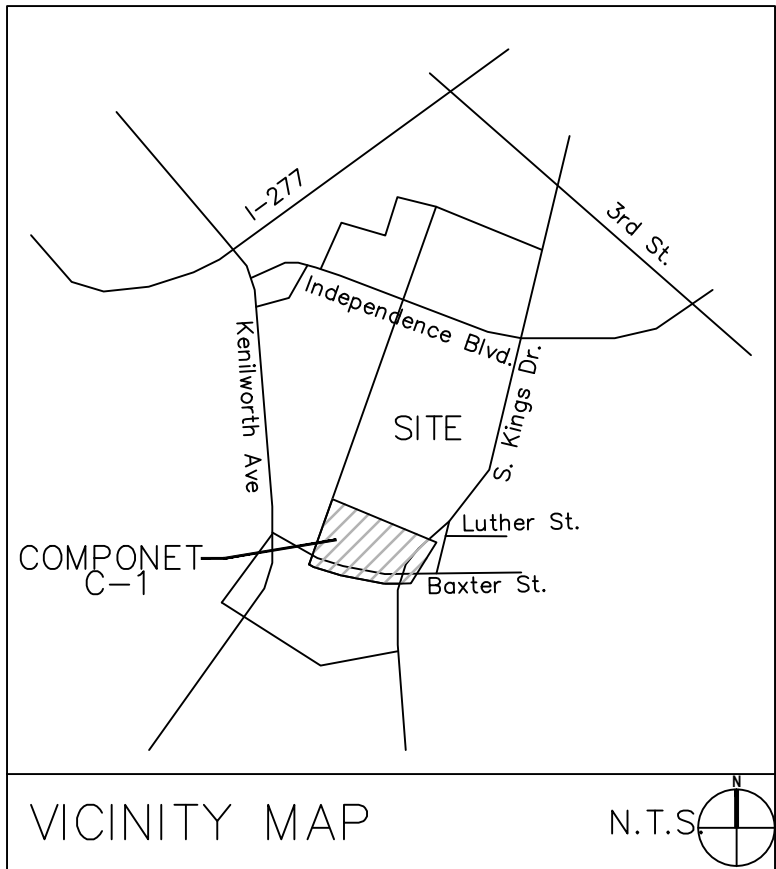 I-277
3rd St.
Independence Blvd.
Kenilworth Ave
S. Kings Dr.
SITE
Luther St.
COMPONET
C-1
Baxter St.
VICINITY MAP
N.T.S.
N